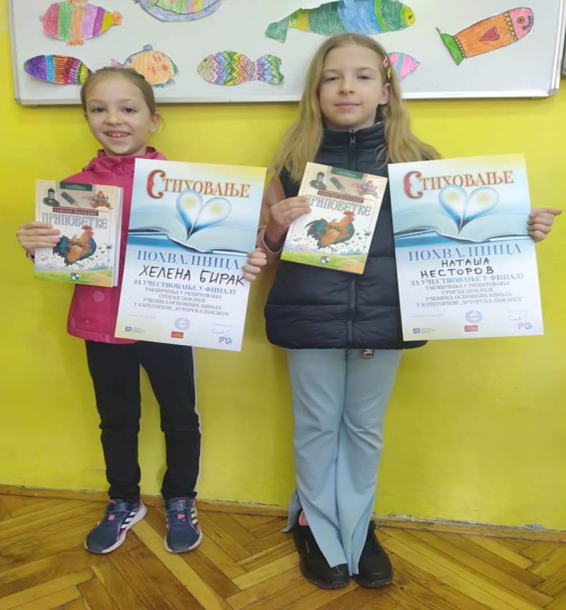 ПРИПОВЕТКЕ
СТИХОВАЊЕ
ПОХВАЛНИЦА
ХЕЛЕНА БИРАК
ЗА УЧЕСТВОВАЊЕ У ФИНАЛУ
ТАКМИЧЕЊА У РЕЦИТОВАЊУ
СРПСКЕ ПОЕЗИЈЕ
УЧЕНИКА ОСНОВНИХ ШКОЛА
У КАТЕГОРИЈИ „АУТОРСКА ПОЕЗИЈА”
ПРИПОВЕТКЕ
СТИХОВАЊЕ
ПОХВАЛНИЦА
НАТАША
НЕСТОРОВ
ЗА УЧЕСТВОВАЊЕ У ФИНАЛУ
ТАКМИЧЕЊА У РЕЦИТОВАЊУ
СРПСКЕ ПОЕЗИЈЕ
УЧЕНИКА ОСНОВНИХ ШКОЛА
У КАТЕГОРИЈИ „АУТОРСКА ПОЕЗИЈА”